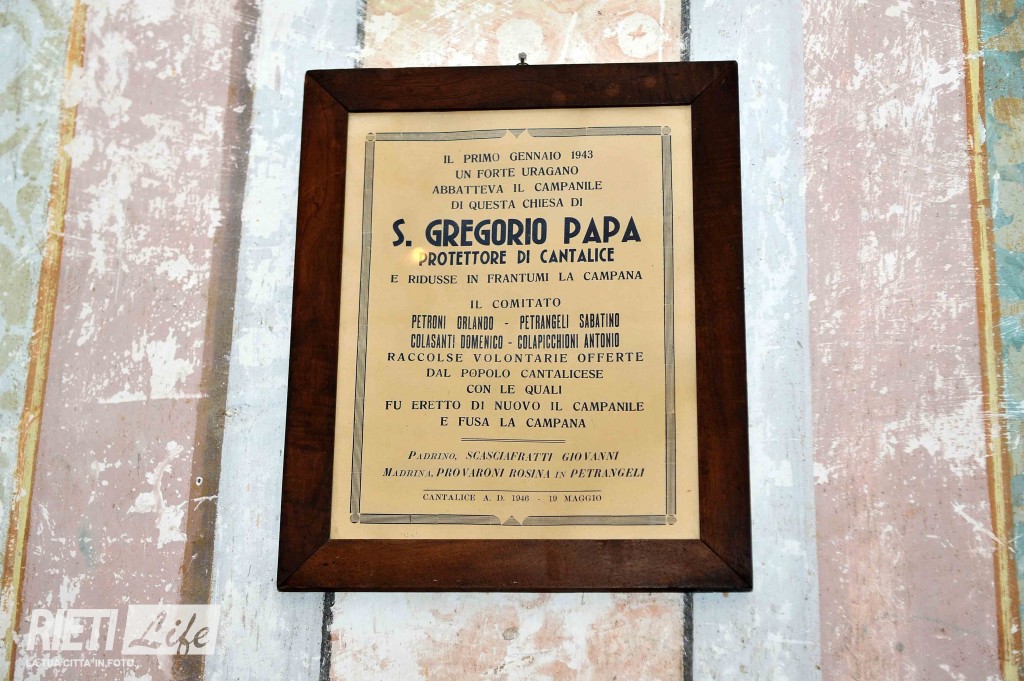 IL PRIMO GENNAIO 1943
UN FORTE URAGANO
ABBATTEVA IL CAMPANILE
DI QUESTA CHIESA DI
S. GREGORIO PAPA
PROTETTORE DI CANTALICE
E RIDUSSE IN FRANTUMI LA CAMPANA
IL COMITATO
PETRONI ORLANDO - PETRANGELI SABATINO
COLASANTI DOMENICO - COLAPICCHIONI ANTONIO
RACCOLSE VOLONTARIE OFFERTE
DAL POPOLO CANTALICESE
CON LE QUALI
FU ERETTO DI NUOVO IL CAMPANILE
E FUSA LA CAMPANA
PADRINO, SCASCIAFRATTI GIOVANNI
MADRINA, PROVARONI ROSINA IN PETRANGELI
CANTALICE A. D. 1946 - 19 MAGGIO
RIETI Life
LA TUA CITTÀ IN FOTO